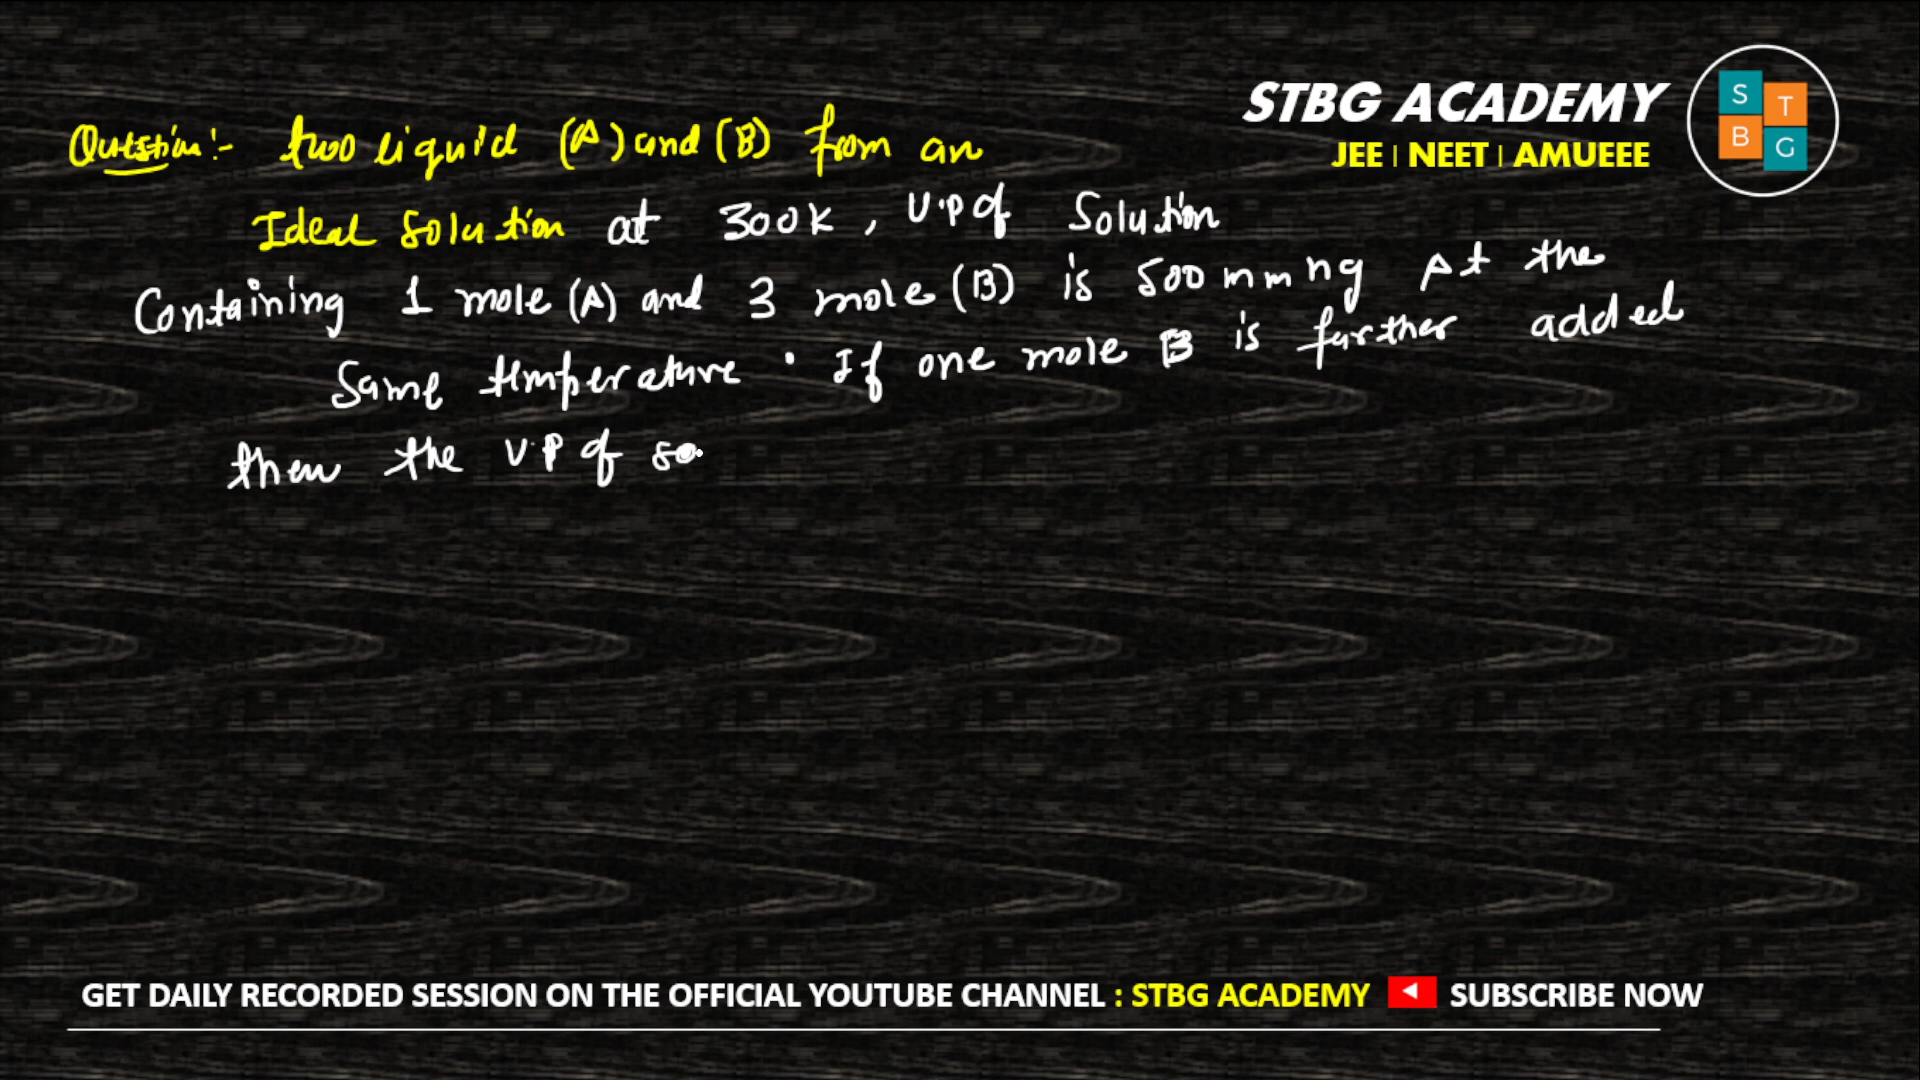 STBG ACADEMY
JEE | NEET | AMUEEE
S T
B G
Question:- two liquid (A) and (B) from an
Ideal Solution at 300K, V.P of Solution
Containing 1 mole (A) and 3 mole (B) is 500 mm hg At the
Same temperature . If one mole B is further added
then the V.P of so
GET DAILY RECORDED SESSION ON THE OFFICIAL YOUTUBE CHANNEL : STBG ACADEMY SUBSCRIBE NOW